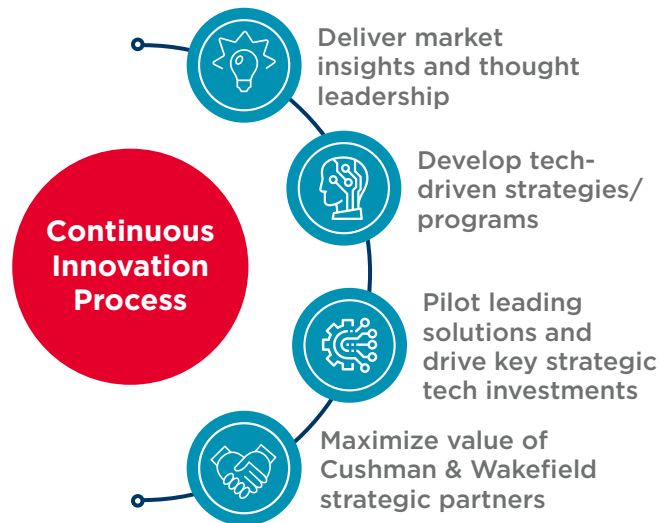 Deliver market
insights and thought
leadership
Develop tech-
driven strategies/
programs
Continuous
Innovation
Process
Pilot leading
solutions and
drive key strategic
tech investments
Maximize value of
Cushman & Wakefield
strategic partners